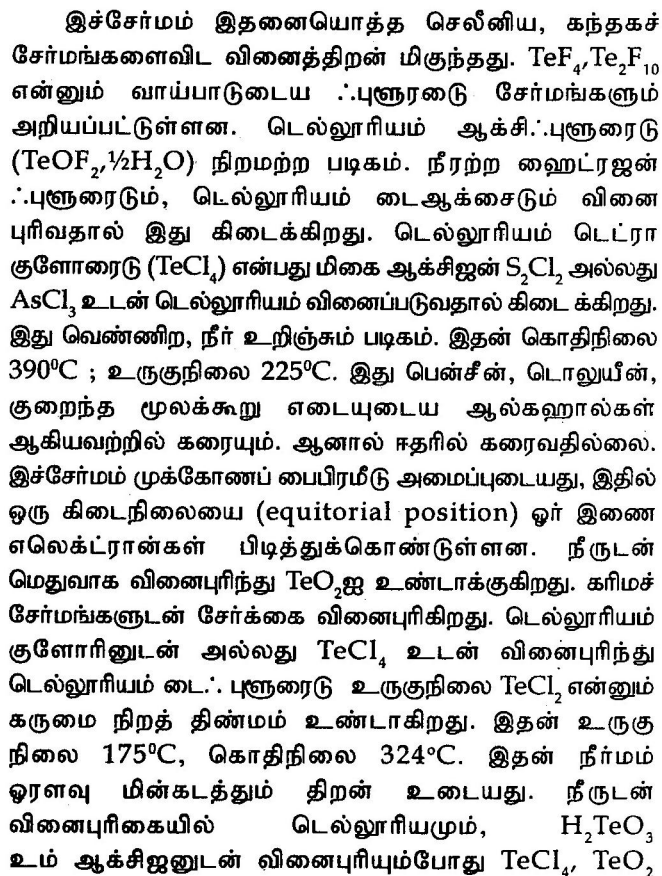 இச்சேர்மம் இதனையொத்த செலீனிய, கந்தகச்
சேர்மங்களைவிட வினைத்திறன் மிகுந்தது. TeF₄,Te₂F₁₀
என்னும் வாய்பாடுடைய ஃபுளூரடைு சேர்மங்களும்
அறியப்பட்டுள்ளன. டெல்லூரியம் ஆக்சிஃபுளூரைடு
(TeOF₂,½H₂O) நிறமற்ற படிகம். நீரற்ற ஹைட்ரஜன்
ஃபுளூரைடும், டெல்லூரியம் டைஆக்சைடும் வினை
புரிவதால் இது கிடைக்கிறது. டெல்லூரியம் டெட்ரா
குளோரைடு (TeCl₄) என்பது மிகை ஆக்சிஜன் S₂Cl₂ அல்லது
AsCl₃ உடன் டெல்லூரியம் வினைப்படுவதால் கிடை க்கிறது.
இது வெண்ணிற, நீர் உறிஞ்சும் படிகம். இதன் கொதிநிலை
390⁰C ; உருகுநிலை 225⁰C. இது பென்சீன், டொலுயீன்,
குறைந்த மூலக்கூறு எடையுடைய ஆல்கஹால்கள்
ஆகியவற்றில் கரையும். ஆனால் ஈதரில் கரைவதில்லை.
இச்சேர்மம் முக்கோணப் பைபிரமீடு அமைப்புடையது, இதில்
ஒரு கிடைநிலையை (equitorial position) ஓர் இணை
எலெக்ட்ரான்கள் பிடித்துக்கொண்டுள்ளன. நீருடன்
மெதுவாக வினைபுரிந்து TeO₂ஐ உண்டாக்குகிறது. கரிமச்
சேர்மங்களுடன் சேர்க்கை வினைபுரிகிறது. டெல்லூரியம்
குளோரினுடன் அல்லது TeCl₄ உடன் வினைபுரிந்து
டெல்லூரியம் டைஃ புளூரைடு உருகுநிலை TeCl₂ என்னும்
கருமை நிறத் திண்மம் உண்டாகிறது. இதன் உருகு
நிலை 175⁰C, கொதிநிலை 324°C. இதன் நீர்மம்
ஓரளவு மின்கடத்தும் திறன் உடையது. நீருடன்
வினைபுரிகையில் டெல்லூரியமும், H₂TeO₃
உம் ஆக்சிஜனுடன் வினைபுரியும்போது TeCl₄, TeO₂